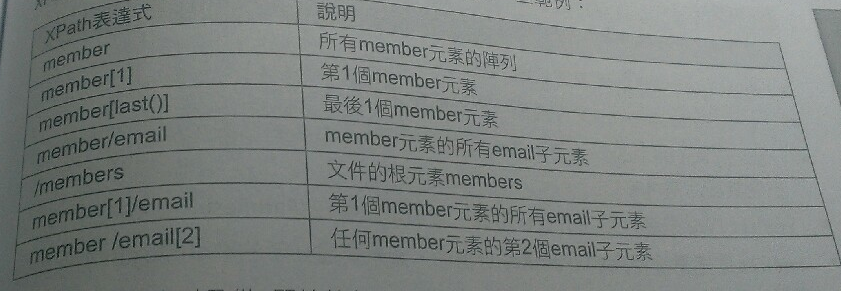 範例：
XPath表達式 說明
member 所有member元素的陣列
member[1] 第1個member元素
member[last()] 最後1個member元素
member/email member元素的所有email子元素
/members 文件的根元素members
member[1]/email 第1個member元素的所有email子元素
member /email[2] 任何member元素的第2個email子元素